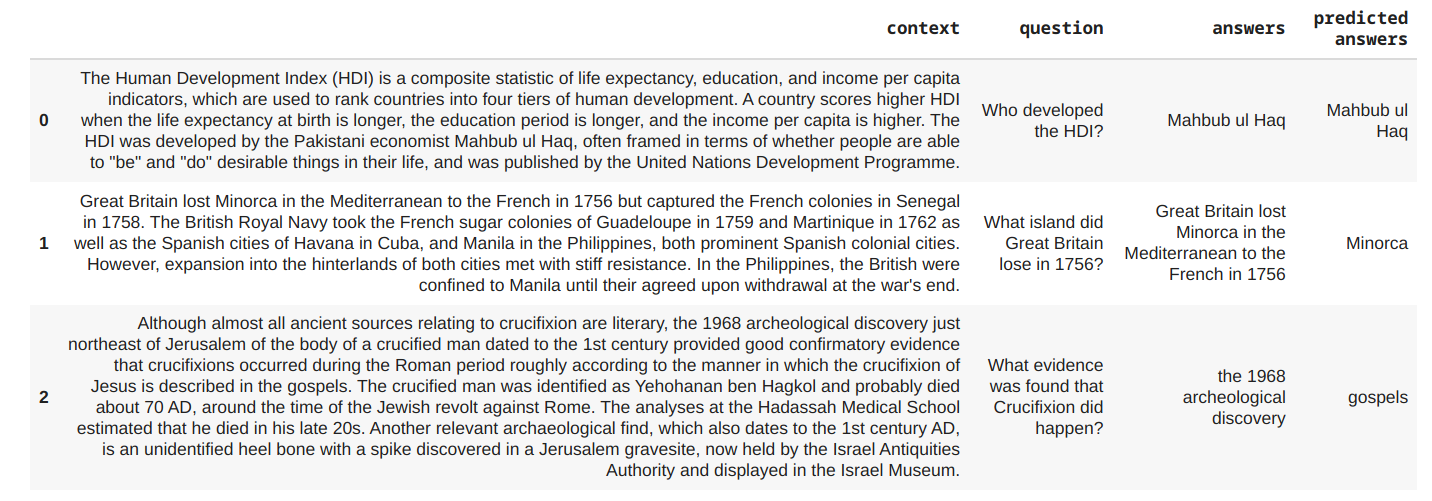 context question answers predicted answers
0
The Human Development Index (HDI) is a composite statistic of life expectancy, education, and income per capita
indicators, which are used to rank countries into four tiers of human development. A country scores higher HDI
when the life expectancy at birth is longer, the education period is longer, and the income per capita is higher. The
HDI was developed by the Pakistani economist Mahbub ul Haq, often framed in terms of whether people are able
to "be" and "do" desirable things in their life, and was published by the United Nations Development Programme.
Who developed
the HDI?
Mahbub ul Haq
Mahbub ul
Haq
1
Great Britain lost Minorca in the Mediterranean to the French in 1756 but captured the French colonies in Senegal
in 1758. The British Royal Navy took the French sugar colonies of Guadeloupe in 1759 and Martinique in 1762 as
well as the Spanish cities of Havana in Cuba, and Manila in the Philippines, both prominent Spanish colonial cities.
However, expansion into the hinterlands of both cities met with stiff resistance. In the Philippines, the British were
confined to Manila until their agreed upon withdrawal at the war's end.
What island did
Great Britain
lose in 1756?
Great Britain lost
Minorca in the
Mediterranean to the
French in 1756
Minorca
2
Although almost all ancient sources relating to crucifixion are literary, the 1968 archeological discovery just
northeast of Jerusalem of the body of a crucified man dated to the 1st century provided good confirmatory evidence
that crucifixions occurred during the Roman period roughly according to the manner in which the crucifixion of
Jesus is described in the gospels. The crucified man was identified as Yehohanan ben Hagkol and probably died
about 70 AD, around the time of the Jewish revolt against Rome. The analyses at the Hadassah Medical School
estimated that he died in his late 20s. Another relevant archaeological find, which also dates to the 1st century AD,
is an unidentified heel bone with a spike discovered in a Jerusalem gravesite, now held by the Israel Antiquities
Authority and displayed in the Israel Museum.
What evidence
was found that
Crucifixion did
happen?
the 1968
archeological
discovery
gospels